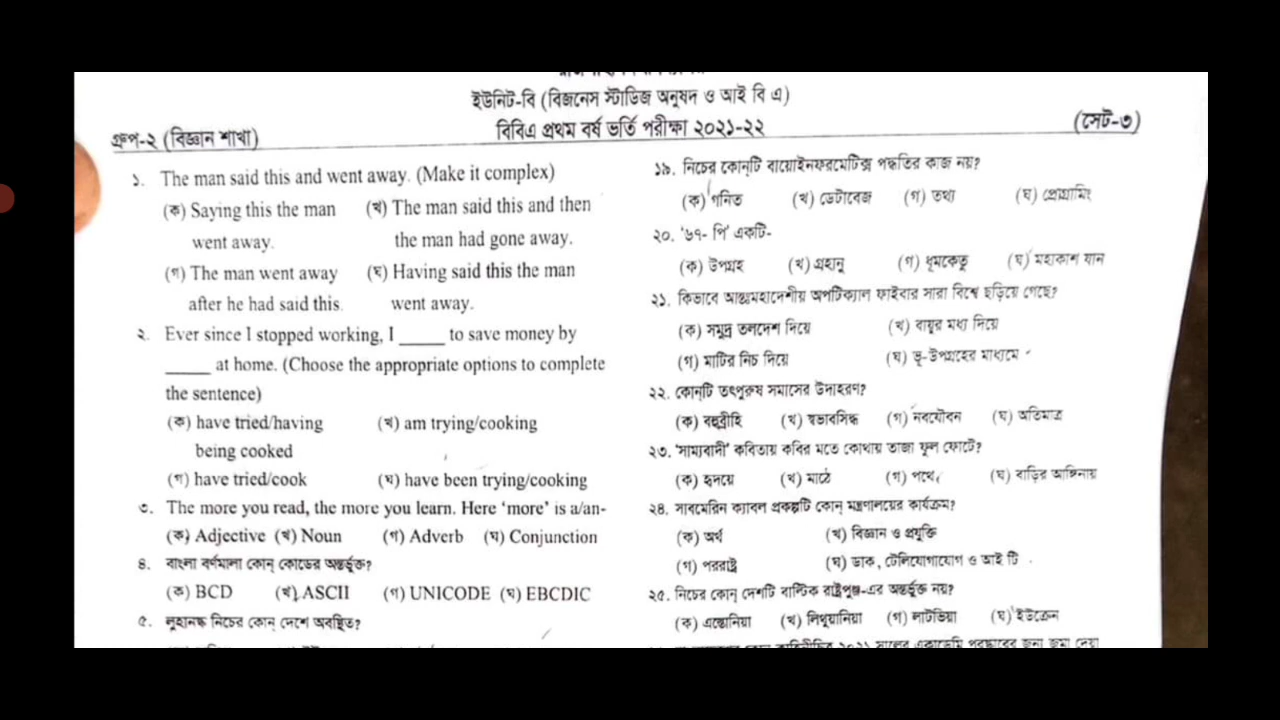 ইউনিট-বি (বিজনেস স্টাডিজ অনুষদ ও আই বি এ)
গ্রুপ-২ (বিজ্ঞান শাখা)
বিবিএ প্রথম বর্ষ ভর্তি পরীক্ষা ২০২১-২২
(সেট-৩)
১. The man said this and went away. (Make it complex)
(ক) Saying this the man (খ) The man said this and then
went away. the man had gone away.
(গ) The man went away (ঘ) Having said this the man
after he had said this. went away.
২. Ever since I stopped working, I _____ to save money by
_____ at home. (Choose the appropriate options to complete
the sentence)
(ক) have tried/having (খ) am trying/cooking
being cooked
(গ) have tried/cook (ঘ) have been trying/cooking
৩. The more you read, the more you learn. Here ‘more’ is a/an-
(ক) Adjective (খ) Noun (গ) Adverb (ঘ) Conjunction
৪. বাংলা বর্ণমালা কোন্ কোডের অন্তর্ভুক্ত?
(ক) BCD (খ) ASCII (গ) UNICODE (ঘ) EBCDIC
৫. লুহানস্ক নিচের কোন্ দেশে অবস্থিত?
১৯. নিচের কোন্‌টি বায়োইনফরমেটিক্স পদ্ধতির কাজ নয়?
(ক) গনিত (খ) ডেটাবেজ (গ) তথ্য (ঘ) প্রোগ্রামিং
২০. ‘৬৭- পি’ একটি-
(ক) উপগ্রহ (খ) গ্রহানু (গ) ধূমকেতু (ঘ) মহাকাশ যান
২১. কিভাবে আন্তঃমহাদেশীয় অপটিক্যাল ফাইবার সারা বিশ্বে ছড়িয়ে গেছে?
(ক) সমুদ্র তলদেশ দিয়ে (খ) বায়ুর মধ্য দিয়ে
(গ) মাটির নিচ দিয়ে (ঘ) ভূ-উপগ্রহের মাধ্যমে
২২. কোন্‌টি তৎপুরুষ সমাসের উদাহরণ?
(ক) বহুব্রীহি (খ) স্বভাবসিদ্ধ (গ) নবযৌবন (ঘ) অতিমাত্র
২৩. ‘সাম্যবাদী’ কবিতায় কবির মতে কোথায় তাজা ফুল ফোটে?
(ক) হৃদয়ে (খ) মাঠে (গ) পথে (ঘ) বাড়ির আঙ্গিনায়
২৪. সাবমেরিন ক্যাবল প্রকল্পটি কোন্ মন্ত্রণালয়ের কার্যক্রম?
(ক) অর্থ (খ) বিজ্ঞান ও প্রযুক্তি
(গ) পররাষ্ট্র (ঘ) ডাক, টেলিযোগাযোগ ও আই টি
২৫. নিচের কোন্ দেশটি বাল্টিক রাষ্ট্রপুঞ্জ-এর অন্তর্ভুক্ত নয়?
(ক) এস্তোনিয়া (খ) লিথুয়ানিয়া (গ) লাটভিয়া (ঘ) ইউক্রেন